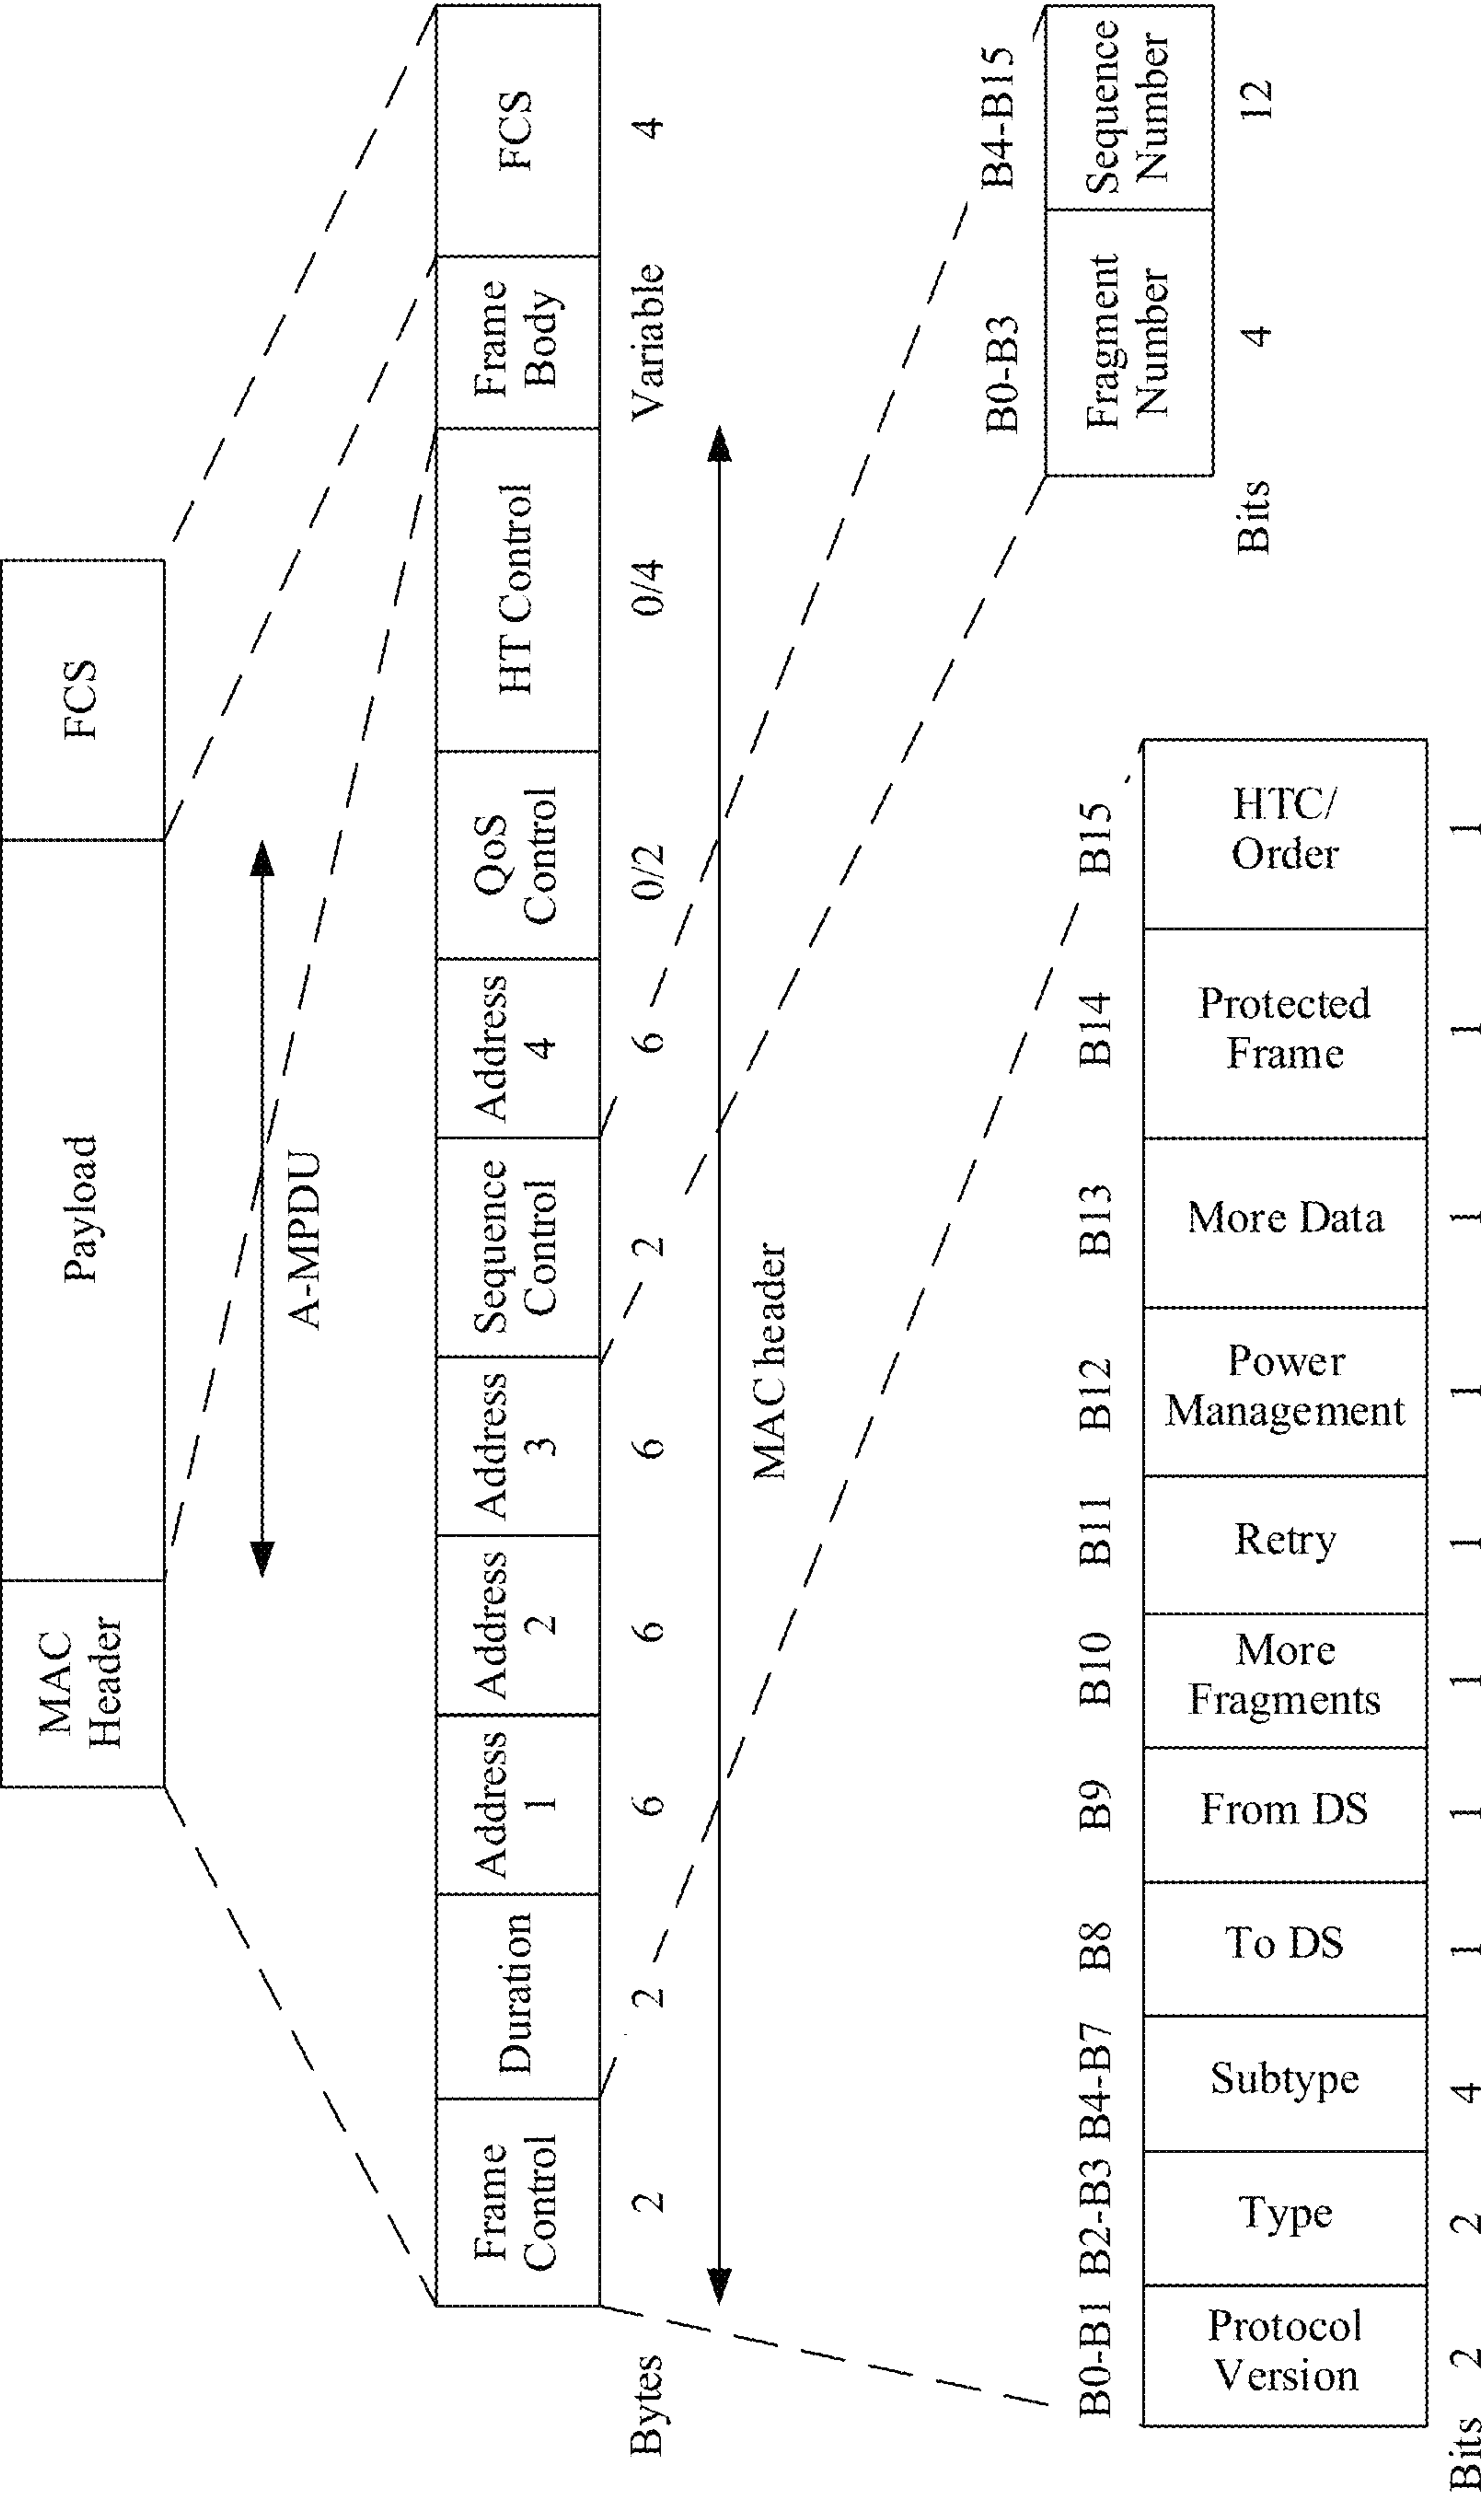 MAC
Header
Payload
FCS
A-MPDU
Frame
Control
Duration
Address
1
Address
2
Address
3
Sequence
Control
Address
4
QoS
Control
HT Control
Frame
Body
FCS
Bytes 2 2 6 6 6 2 6 0/2 0/4 Variable 4
MAC header
B0-B3 B4-B15
Fragment
Number
Sequence
Number
Bits 4 12
B0-B1 B2-B3 B4-B7 B8 B9 B10 B11 B12 B13 B14 B15
Protocol
Version
Type
Subtype
To DS
From DS
More
Fragments
Retry
Power
Management
More Data
Protected
Frame
HTC/
Order
Bits 2 2 4 1 1 1 1 1 1 1 1